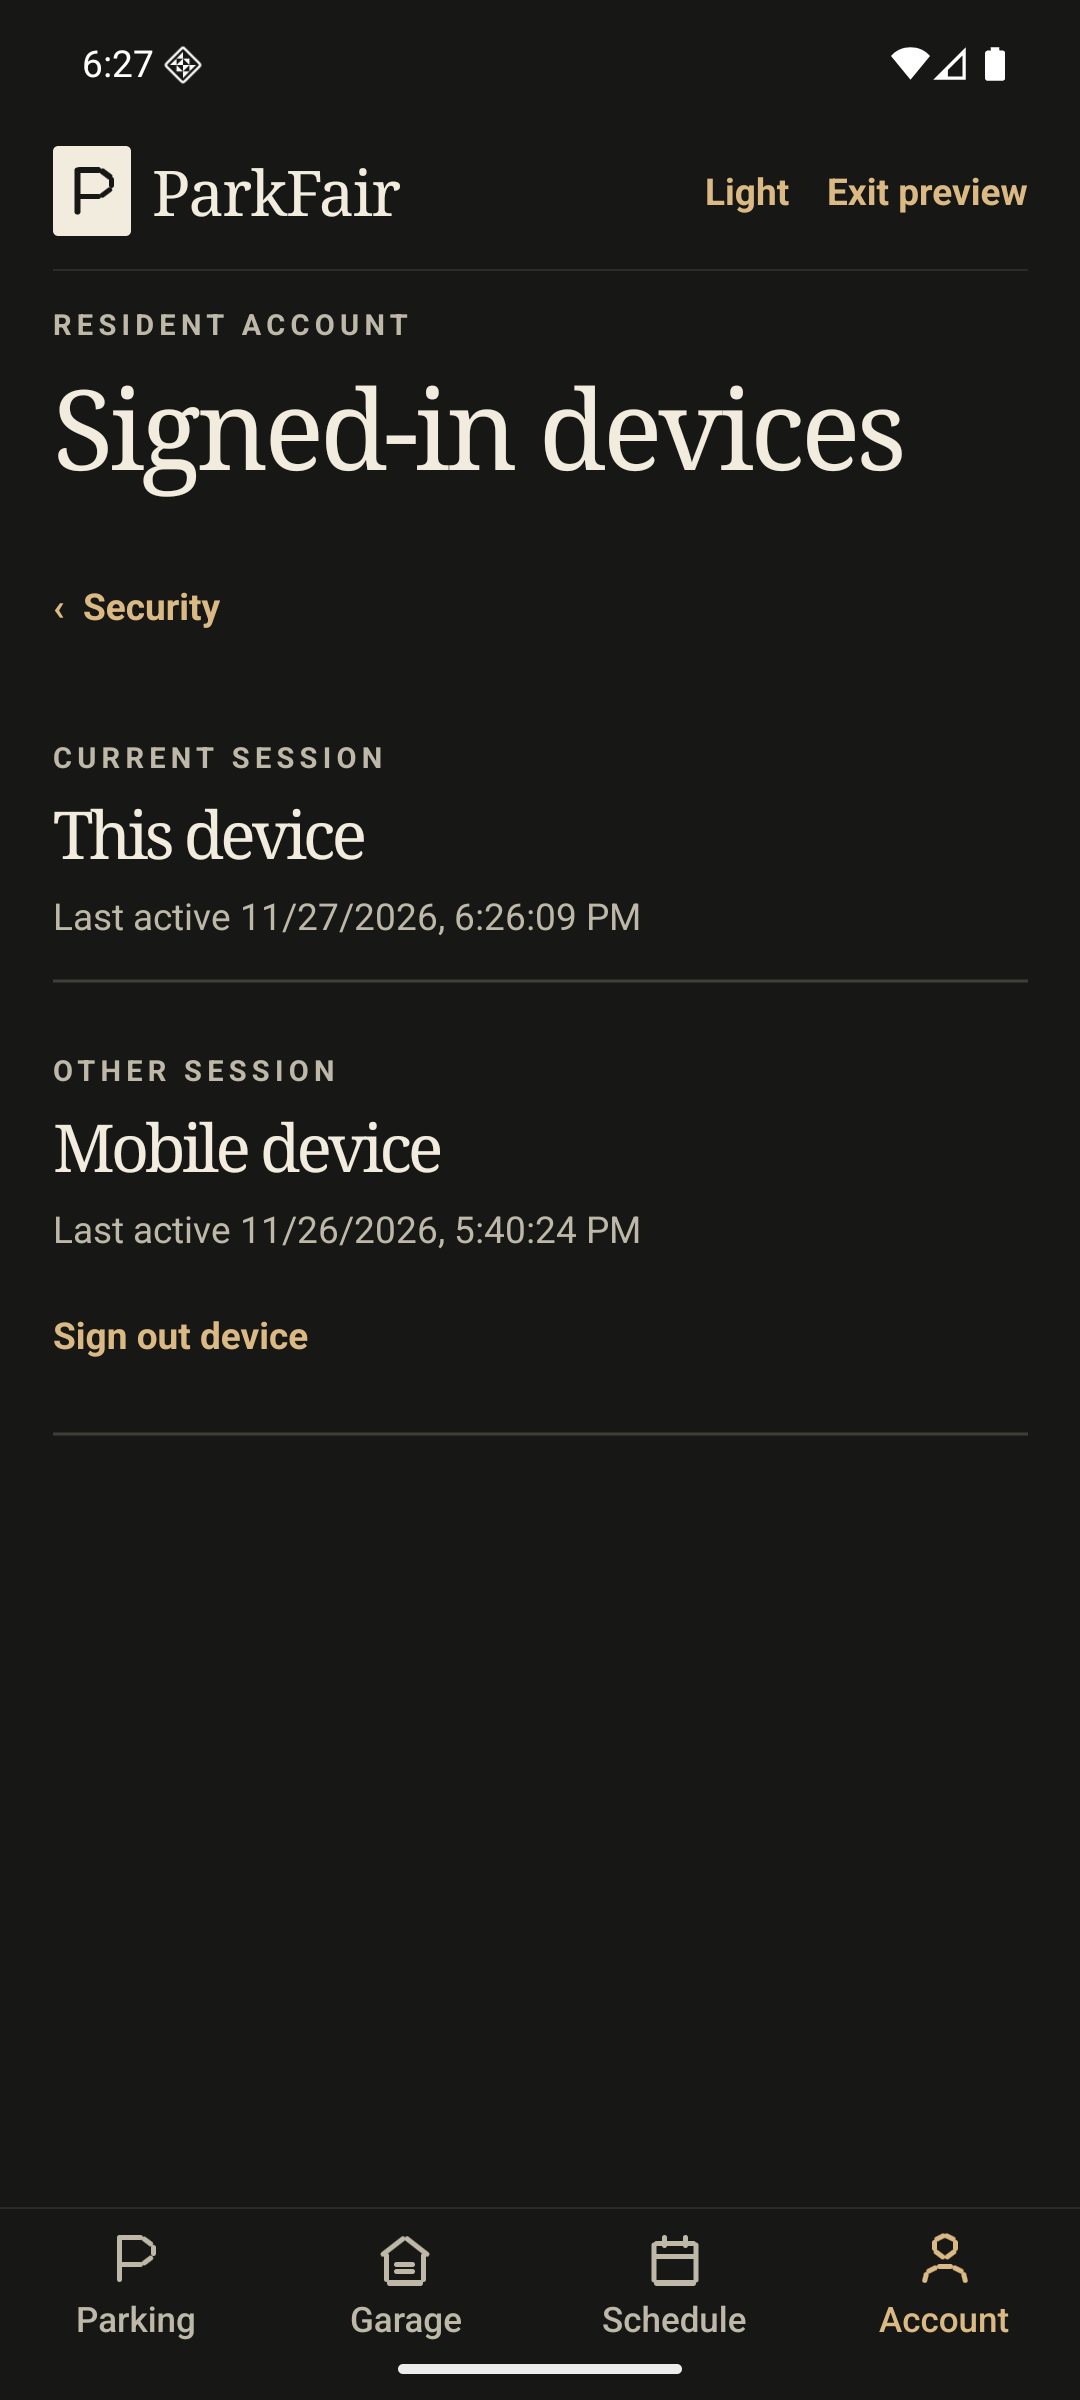 6:27
ParkFair
Light Exit preview
RESIDENT ACCOUNT
Signed-in devices
‹ Security
CURRENT SESSION
This device
Last active 11/27/2026, 6:26:09 PM
OTHER SESSION
Mobile device
Last active 11/26/2026, 5:40:24 PM
Sign out device
Parking Garage Schedule Account